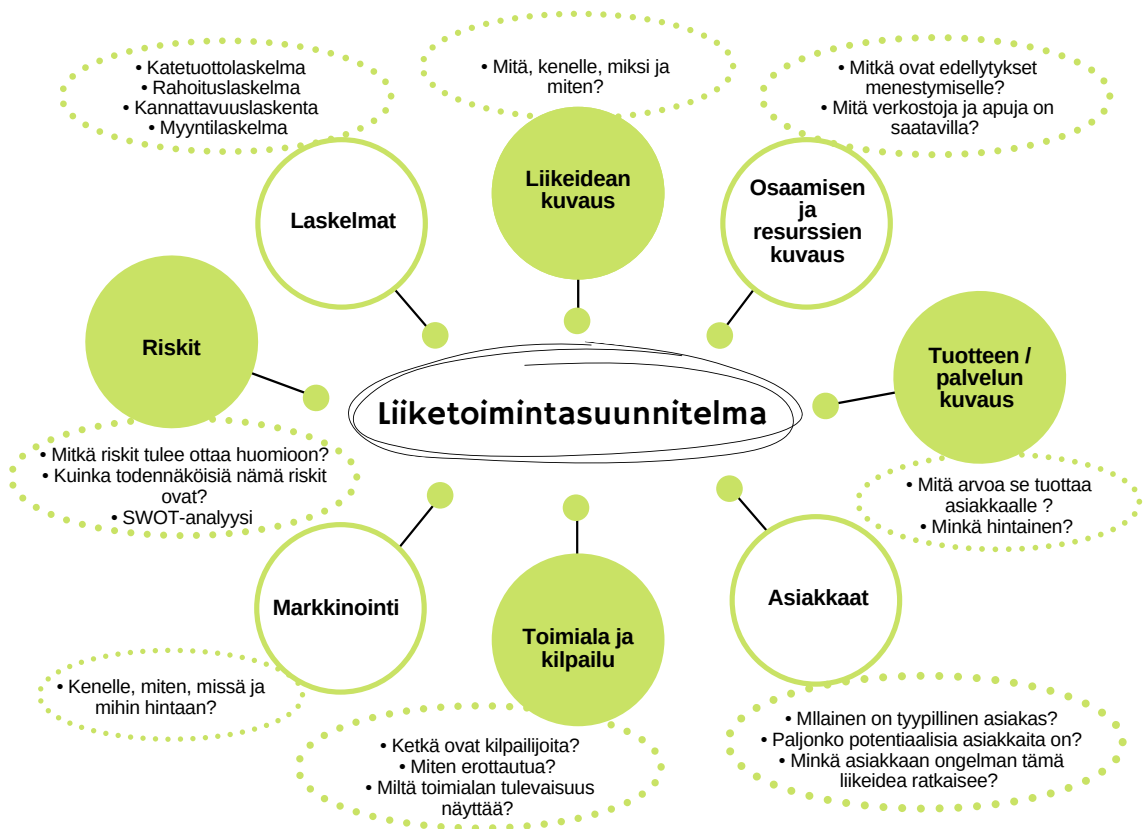 • Katetuottolaskelma
• Rahoituslaskelma
• Kannattavuuslaskenta
• Myyntilaskelma
Laskelmat
• Mitä, kenelle, miksi ja
miten?
Liikeidean
kuvaus
• Mitkä ovat edellytykset
menestymiselle?
• Mitä verkostoja ja apuja on
saatavilla?
Osaamisen
ja
resurssien
kuvaus
Riskit
• Mitkä riskit tulee ottaa huomioon?
• Kuinka todennäköisiä nämä riskit
ovat?
• SWOT-analyysi
Liiketoimintasuunnitelma
Tuotteen /
palvelun
kuvaus
• Mitä arvoa se tuottaa
asiakkaalle ?
• Minkä hintainen?
Markkinointi
• Kenelle, miten, missä ja
mihin hintaan?
Toimiala ja
kilpailu
• Ketkä ovat kilpailijoita?
• Miten erottautua?
• Miltä toimialan tulevaisuus
näyttää?
Asiakkaat
• Mllainen on tyypillinen asiakas?
• Paljonko potentiaalisia asiakkaita on?
• Minkä asiakkaan ongelman tämä
liikeidea ratkaisee?